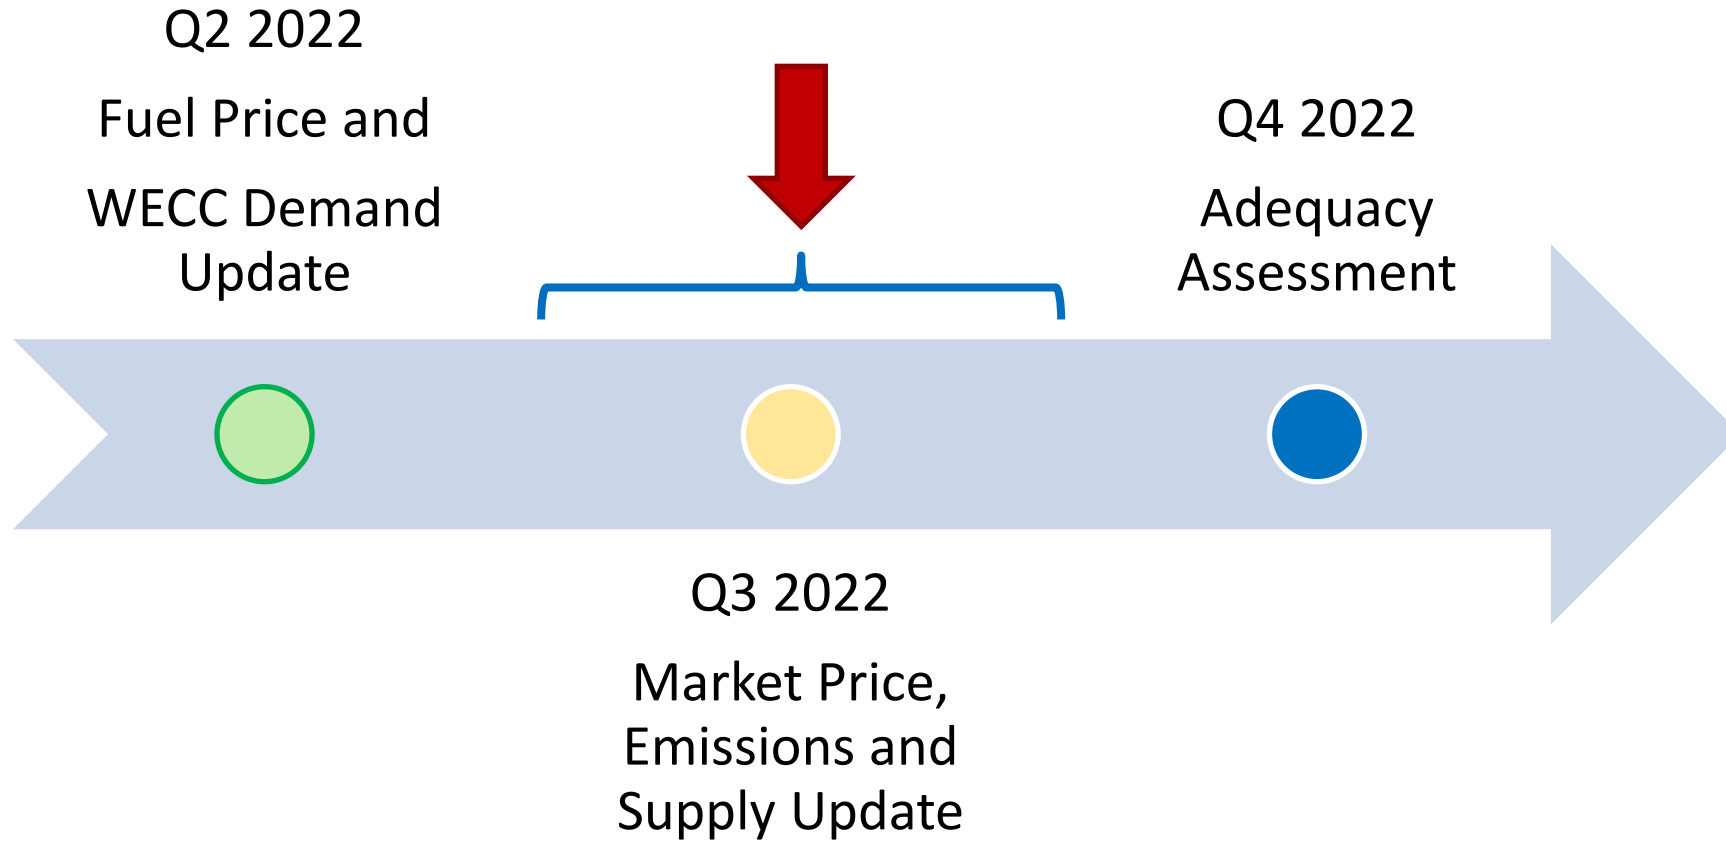 Q2 2022
Fuel Price and
WECC Demand
Update
Q4 2022
Adequacy
Assessment
Q3 2022
Market Price,
Emissions and
Supply Update